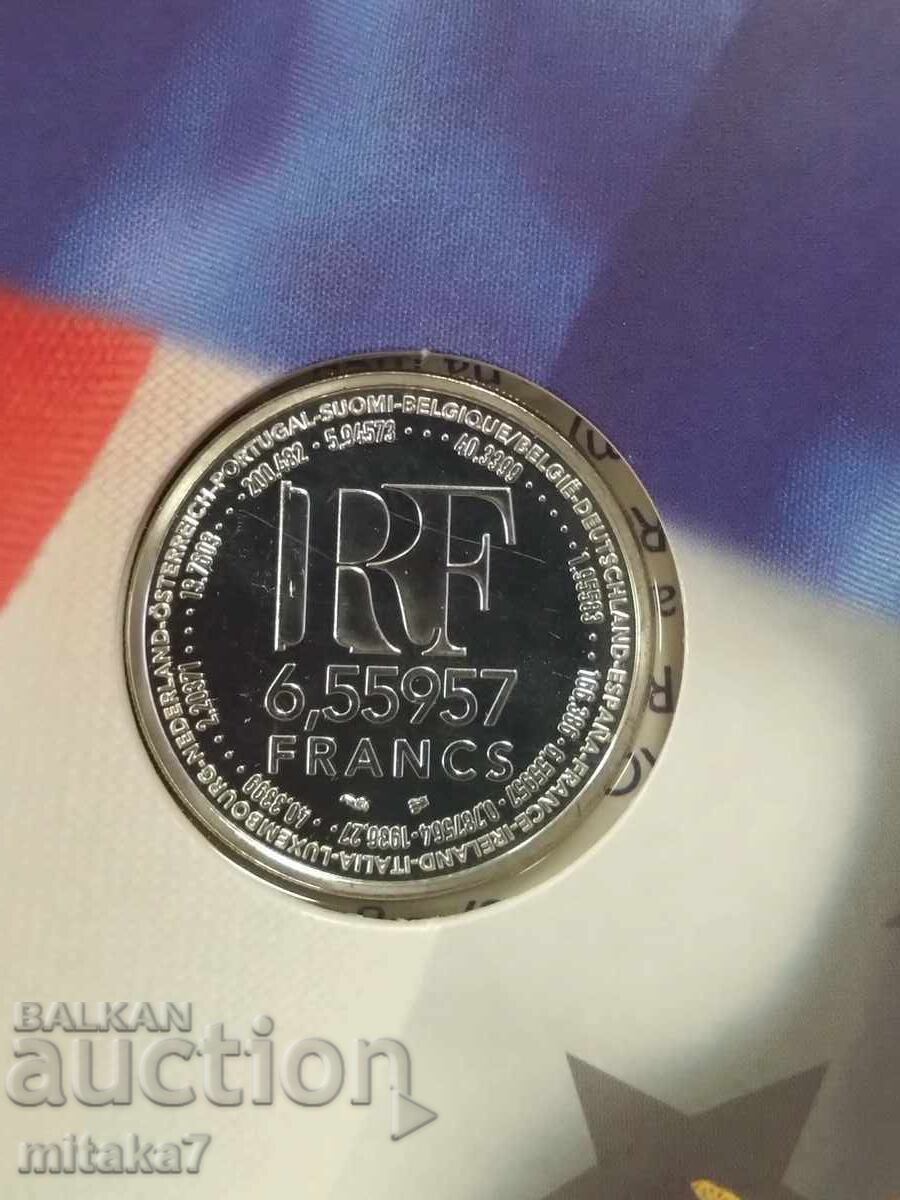 PORTUGAL-SUOMI-BELGIQUE/BELGIË-DEUTSCHLAND-ESPAÑA-FRANCE-IRELAND-ITALIA-LUXEMBOURG-NEDERLAND-ÖSTERREICH-
200.482 · 5.94573 · · · 40.3399 · · · 1.95583 · · · 166.386 · 6.55957 · 0.787564 · 1936.27 · · 40.3399 · · · 2.20371 · · · 13.7603 · · ·
RF
6,55957
FRANCS
BALKAN
auction
mitaka7